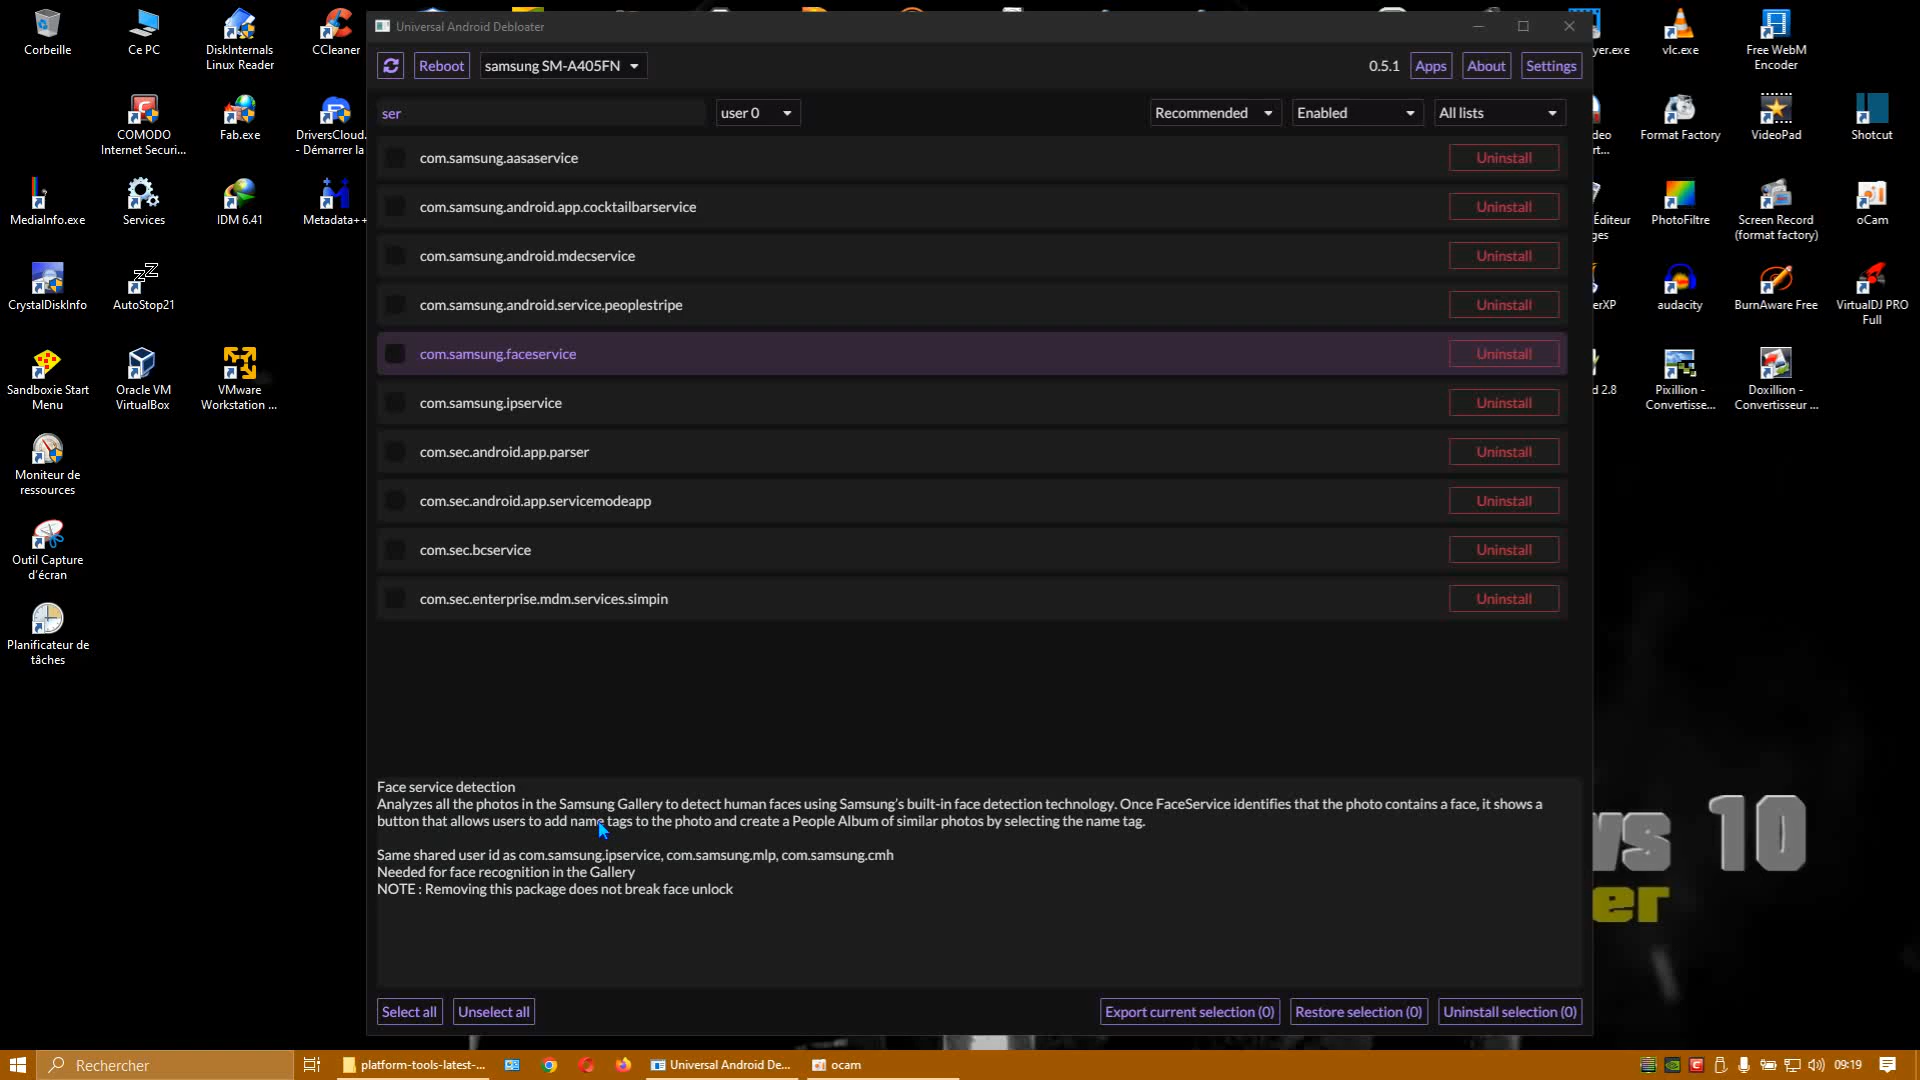 Universal Android Debloater
Reboot
samsung SM-A405FN
0.5.1
Apps
About
Settings
ser
user 0
Recommended
Enabled
All lists
com.samsung.aasaservice
Uninstall
com.samsung.android.app.cocktailbarservice
Uninstall
com.samsung.android.mdecservice
Uninstall
com.samsung.android.service.peoplestripe
Uninstall
com.samsung.faceservice
Uninstall
com.samsung.ipservice
Uninstall
com.sec.android.app.parser
Uninstall
com.sec.android.app.servicemodeapp
Uninstall
com.sec.bcservice
Uninstall
com.sec.enterprise.mdm.services.simpin
Uninstall
Face service detection
Analyzes all the photos in the Samsung Gallery to detect human faces using Samsung's built-in face detection technology. Once FaceService identifies that the photo contains a face, it shows a
button that allows users to add name tags to the photo and create a People Album of similar photos by selecting the name tag.
Same shared user id as com.samsung.ipservice, com.samsung.mlp, com.samsung.cmh
Needed for face recognition in the Gallery
NOTE : Removing this package does not break face unlock
Select all
Unselect all
Export current selection (0)
Restore selection (0)
Uninstall selection (0)
Corbeille
Ce PC
DiskInternals
Linux Reader
CCleaner
COMODO
Internet Securi...
Fab.exe
DriversCloud.
- Démarrer la
MediaInfo.exe
Services
IDM 6.41
Metadata++
CrystalDiskInfo
AutoStop21
Sandboxie Start
Menu
Oracle VM
VirtualBox
VMware
Workstation ...
Moniteur de
ressources
Outil Capture
d'écran
Planificateur de
tâches
yer.exe
vlc.exe
Free WebM
Encoder
deo
rt...
Format Factory
VideoPad
Shotcut
Éditeur
ges
PhotoFiltre
Screen Record
(format factory)
oCam
erXP
audacity
BurnAware Free
VirtualDJ PRO
Full
d 2.8
Pixillion -
Convertisse...
Doxillion -
Convertisseur ...
ws 10
er
Rechercher
platform-tools-latest-...
Universal Android De...
ocam
09:19